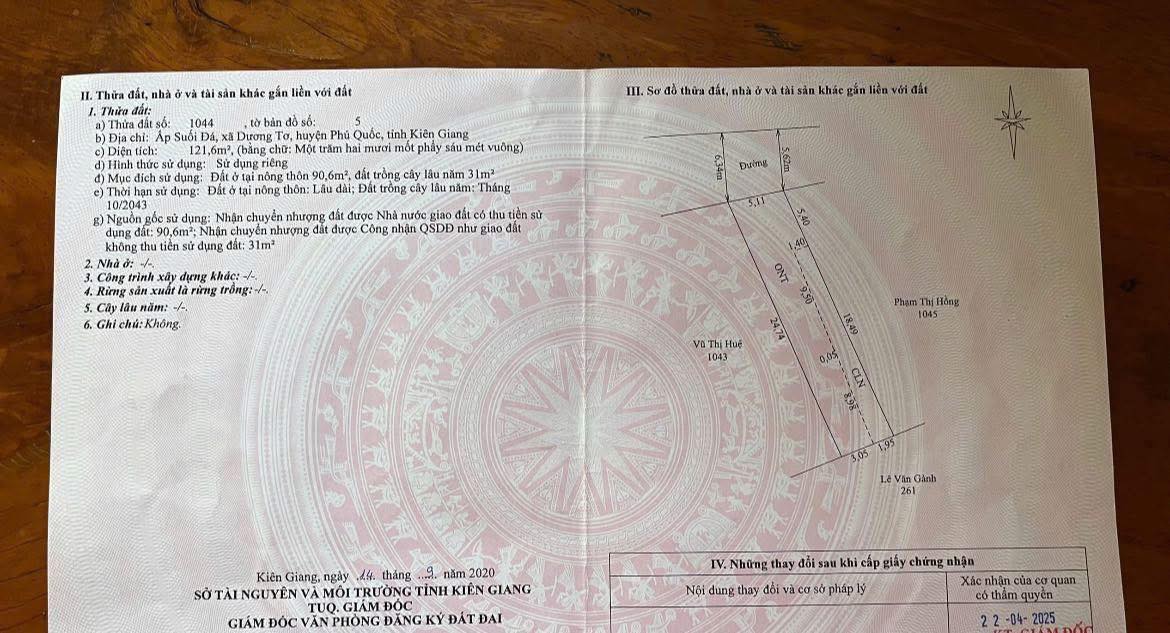 II. Thửa đất, nhà ở và tài sản khác gắn liền với đất
1. Thửa đất:
a) Thửa đất số: 1044 , tờ bản đồ số: 5
b) Địa chỉ: Ấp Suối Đá, xã Dương Tơ, huyện Phú Quốc, tỉnh Kiên Giang
c) Diện tích: 121,6m², (bằng chữ: Một trăm hai mươi mốt phẩy sáu mét vuông)
d) Hình thức sử dụng: Sử dụng riêng
đ) Mục đích sử dụng: Đất ở tại nông thôn 90,6m², đất trồng cây lâu năm 31m²
e) Thời hạn sử dụng: Đất ở tại nông thôn: Lâu dài; Đất trồng cây lâu năm: Tháng
10/2043
g) Nguồn gốc sử dụng: Nhận chuyển nhượng đất được Nhà nước giao đất có thu tiền sử
dụng đất: 90,6m²; Nhận chuyển nhượng đất được Công nhận QSDĐ như giao đất
không thu tiền sử dụng đất: 31m²
2. Nhà ở: -/-.
3. Công trình xây dựng khác: -/-.
4. Rừng sản xuất là rừng trồng: -/-.
5. Cây lâu năm: -/-.
6. Ghi chú: Không.
Kiên Giang, ngày 14. tháng ...9. năm 2020
SỞ TÀI NGUYÊN VÀ MÔI TRƯỜNG TỈNH KIÊN GIANG
TUQ. GIÁM ĐỐC
GIÁM ĐỐC VĂN PHÒNG ĐĂNG KÝ ĐẤT ĐAI
III. Sơ đồ thửa đất, nhà ở và tài sản khác gắn liền với đất
6,34m
Đường
5,62m
5,11
5,40
1,40
ONT
9,50
24,74
18,49
Phạm Thị Hồng
1045
Vũ Thị Huệ
1043
0,05
CLN
8,98
3,05
1,95
Lê Văn Gành
261
IV. Những thay đổi sau khi cấp giấy chứng nhận
Nội dung thay đổi và cơ sở pháp lý
Xác nhận của cơ quan
có thẩm quyền
22-04-2025
KT.GIÁM ĐỐC